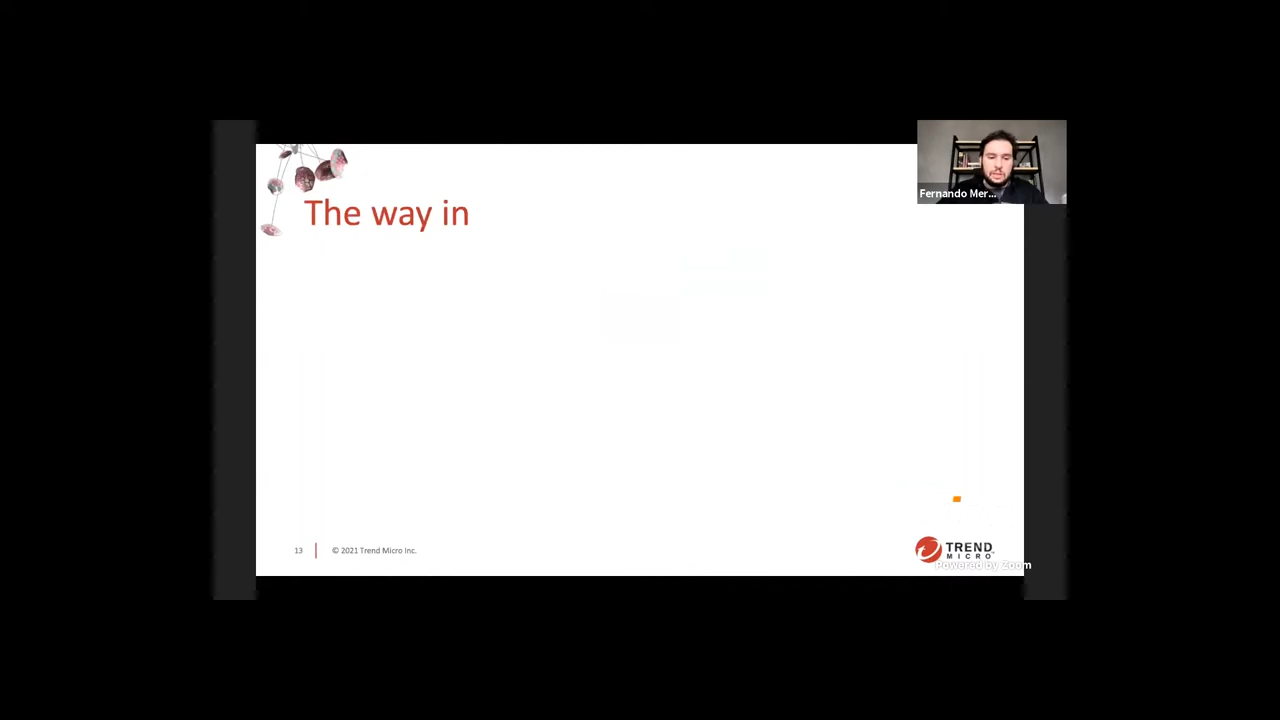 Fernando Mer...
The way in
13
© 2021 Trend Micro Inc.
TREND
MICRO
Powered by Zoom